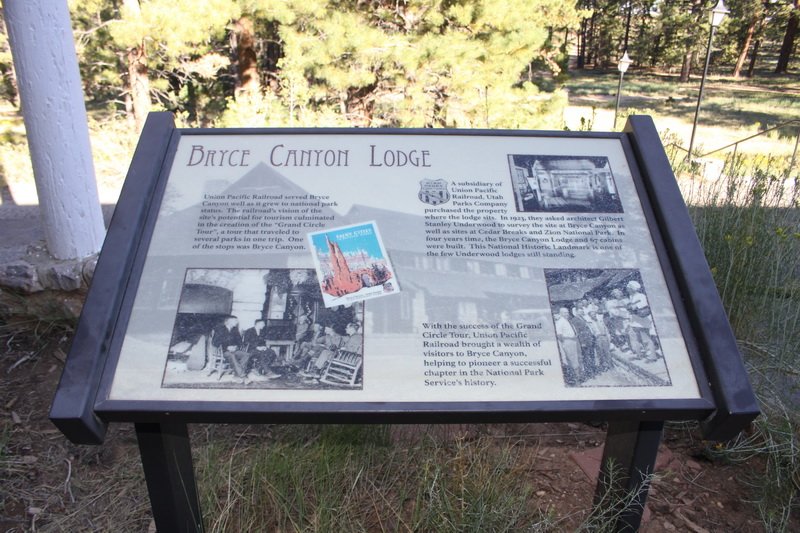 BRYCE CANYON LODGE
Union Pacific Railroad served Bryce
Canyon well as it grew to national park
status. The railroad's vision of the
site's potential for tourism culminated
in the creation of the "Grand Circle
Tour", a tour that traveled to
several parks in one trip. One
of the stops was Bryce Canyon.
A subsidiary of
Union Pacific
Railroad, Utah
Parks Company
purchased the property
where the lodge sits. In 1923, they asked architect Gilbert
Stanley Underwood to survey the site at Bryce Canyon as
well as sites at Cedar Breaks and Zion National Park. In
four years time, the Bryce Canyon Lodge and 67 cabins
were built. This National Historic Landmark is one of
the few Underwood lodges still standing.
With the success of the Grand
Circle Tour, Union Pacific
Railroad brought a wealth of
visitors to Bryce Canyon,
helping to pioneer a successful
chapter in the National Park
Service's history.